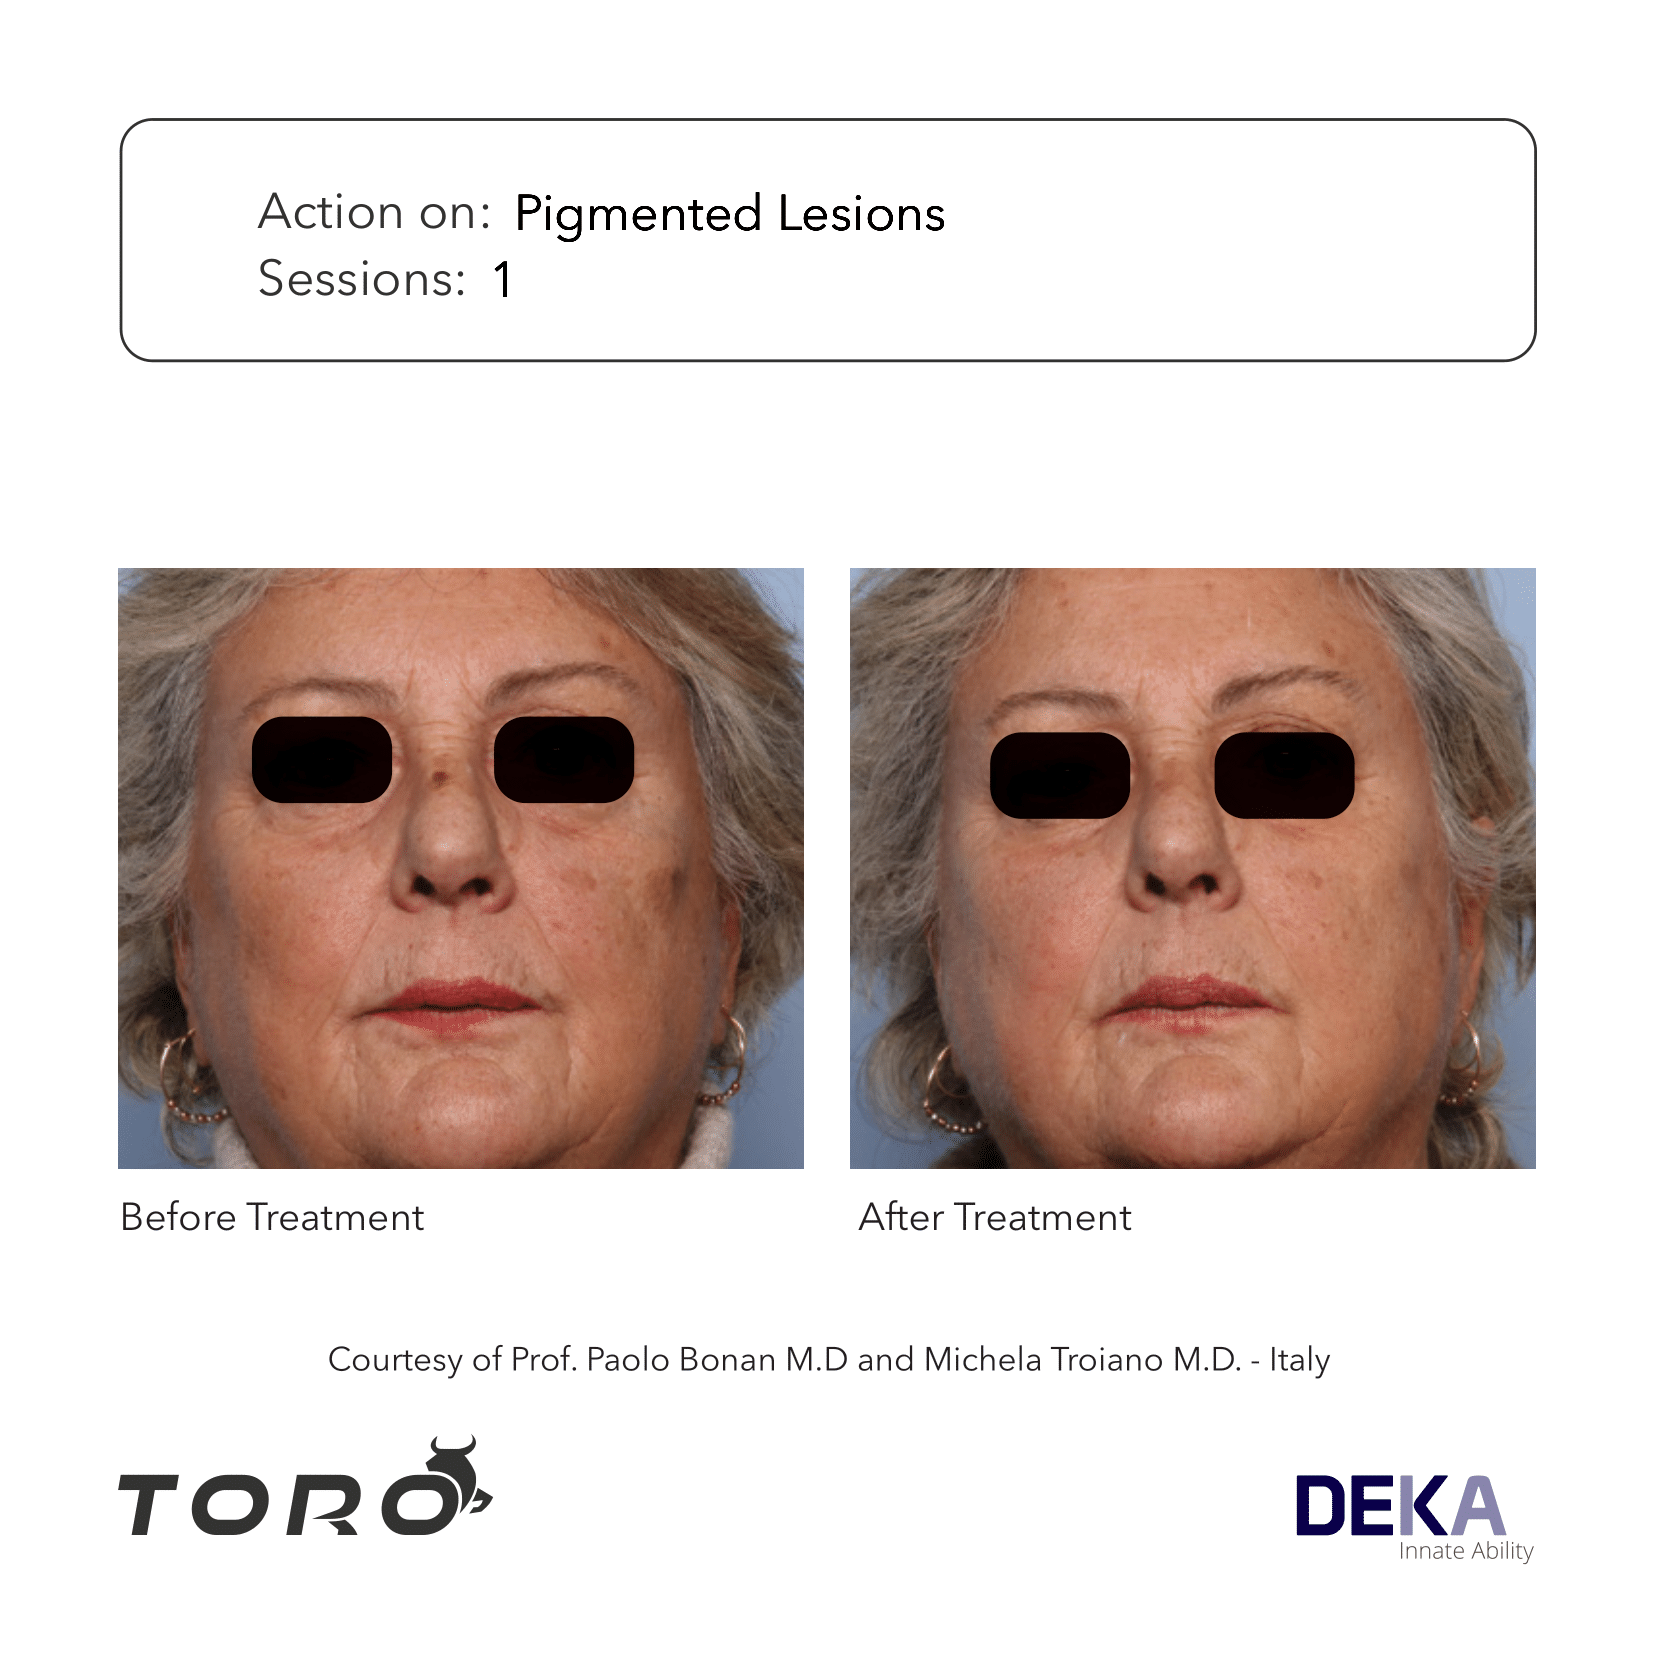 Action on: Pigmented Lesions
Sessions: 1
Before Treatment
After Treatment
Courtesy of Prof. Paolo Bonan M.D and Michela Troiano M.D. - Italy
TORO
DEKA
Innate Ability